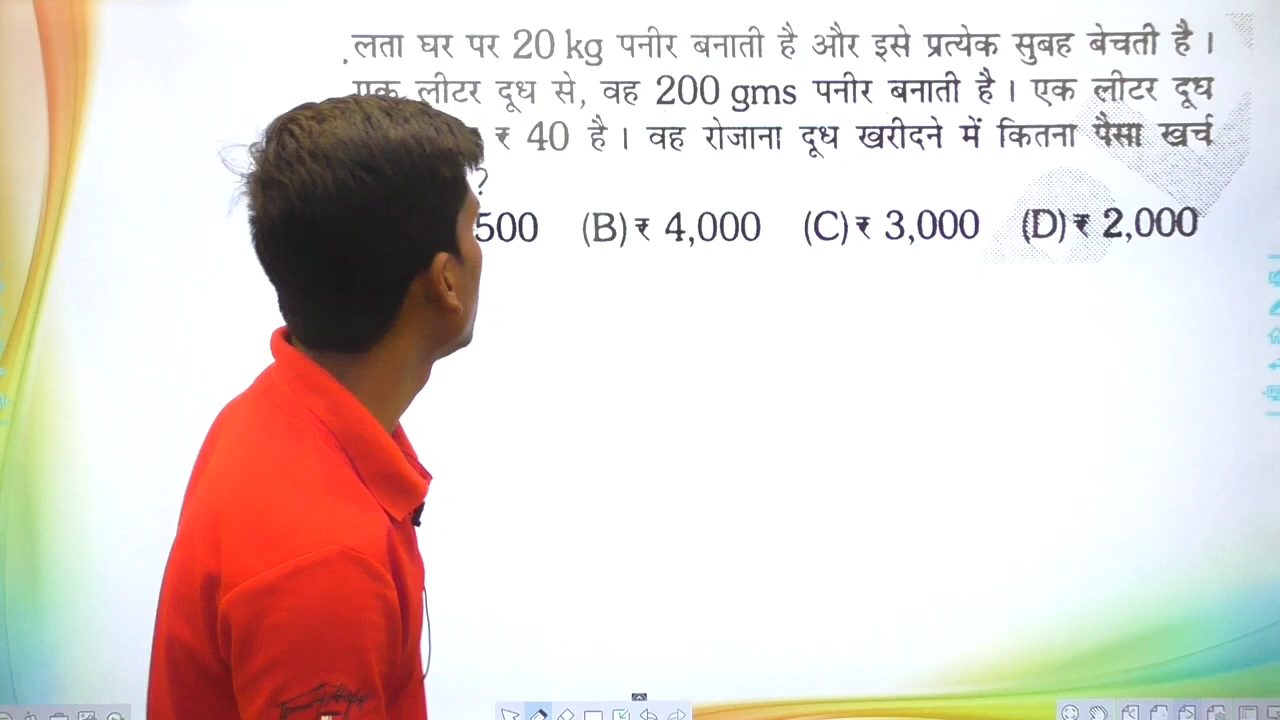 लता घर पर 20 kg पनीर बनाती है और इसे प्रत्येक सुबह बेचती है।
एक लीटर दूध से, वह 200 gms पनीर बनाती है। एक लीटर दूध
₹ 40 है। वह रोजाना दूध खरीदने में कितना पैसा खर्च
?
500 (B) ₹ 4,000 (C) ₹ 3,000 (D) ₹ 2,000